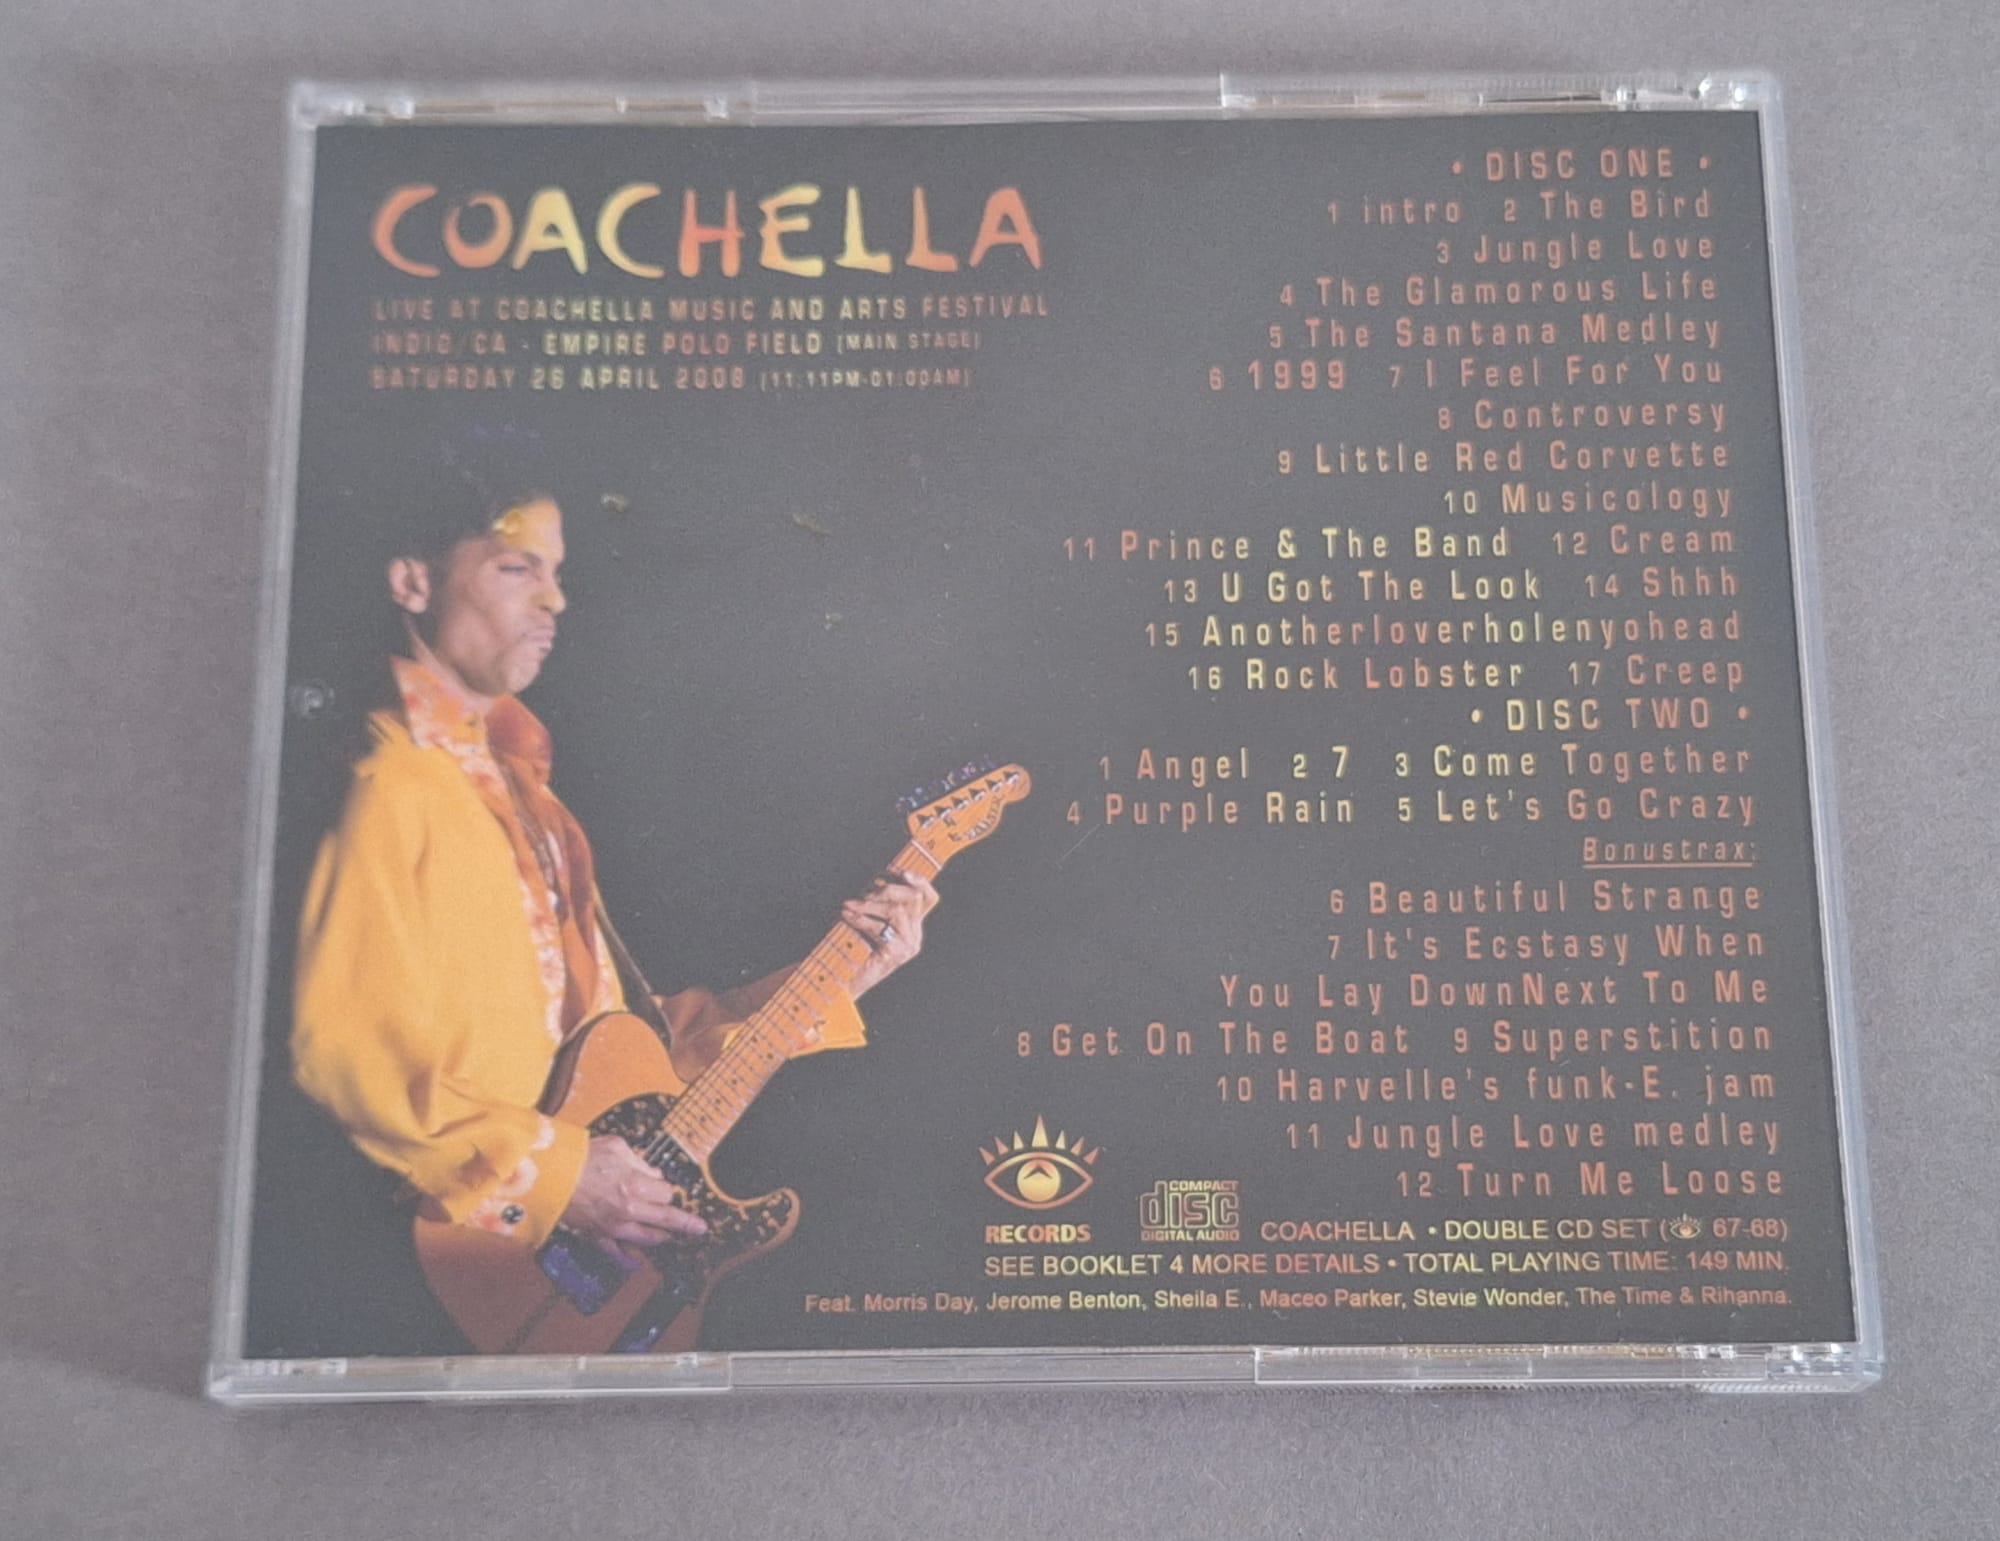 COACHELLA
LIVE AT COACHELLA MUSIC AND ARTS FESTIVAL
INDIO/CA - EMPIRE POLO FIELD [MAIN STAGE]
SATURDAY 26 APRIL 2008 [11:11PM-01:00AM]
• DISC ONE •
1 intro 2 The Bird
3 Jungle Love
4 The Glamorous Life
5 The Santana Medley
6 1999 7 I Feel For You
8 Controversy
9 Little Red Corvette
10 Musicology
11 Prince & The Band 12 Cream
13 U Got The Look 14 Shhh
15 Anotherloverholenyohead
16 Rock Lobster 17 Creep
• DISC TWO •
1 Angel 2 7 3 Come Together
4 Purple Rain 5 Let's Go Crazy
Bonustrax:
6 Beautiful Strange
7 It's Ecstasy When
You Lay DownNext To Me
8 Get On The Boat 9 Superstition
10 Harvelle's funk-E. jam
11 Jungle Love medley
12 Turn Me Loose
RECORDS
COMPACT
disc
DIGITAL AUDIO
COACHELLA • DOUBLE CD SET ( 67-68)
SEE BOOKLET 4 MORE DETAILS • TOTAL PLAYING TIME: 149 MIN.
Feat. Morris Day, Jerome Benton, Sheila E., Maceo Parker, Stevie Wonder, The Time & Rihanna.